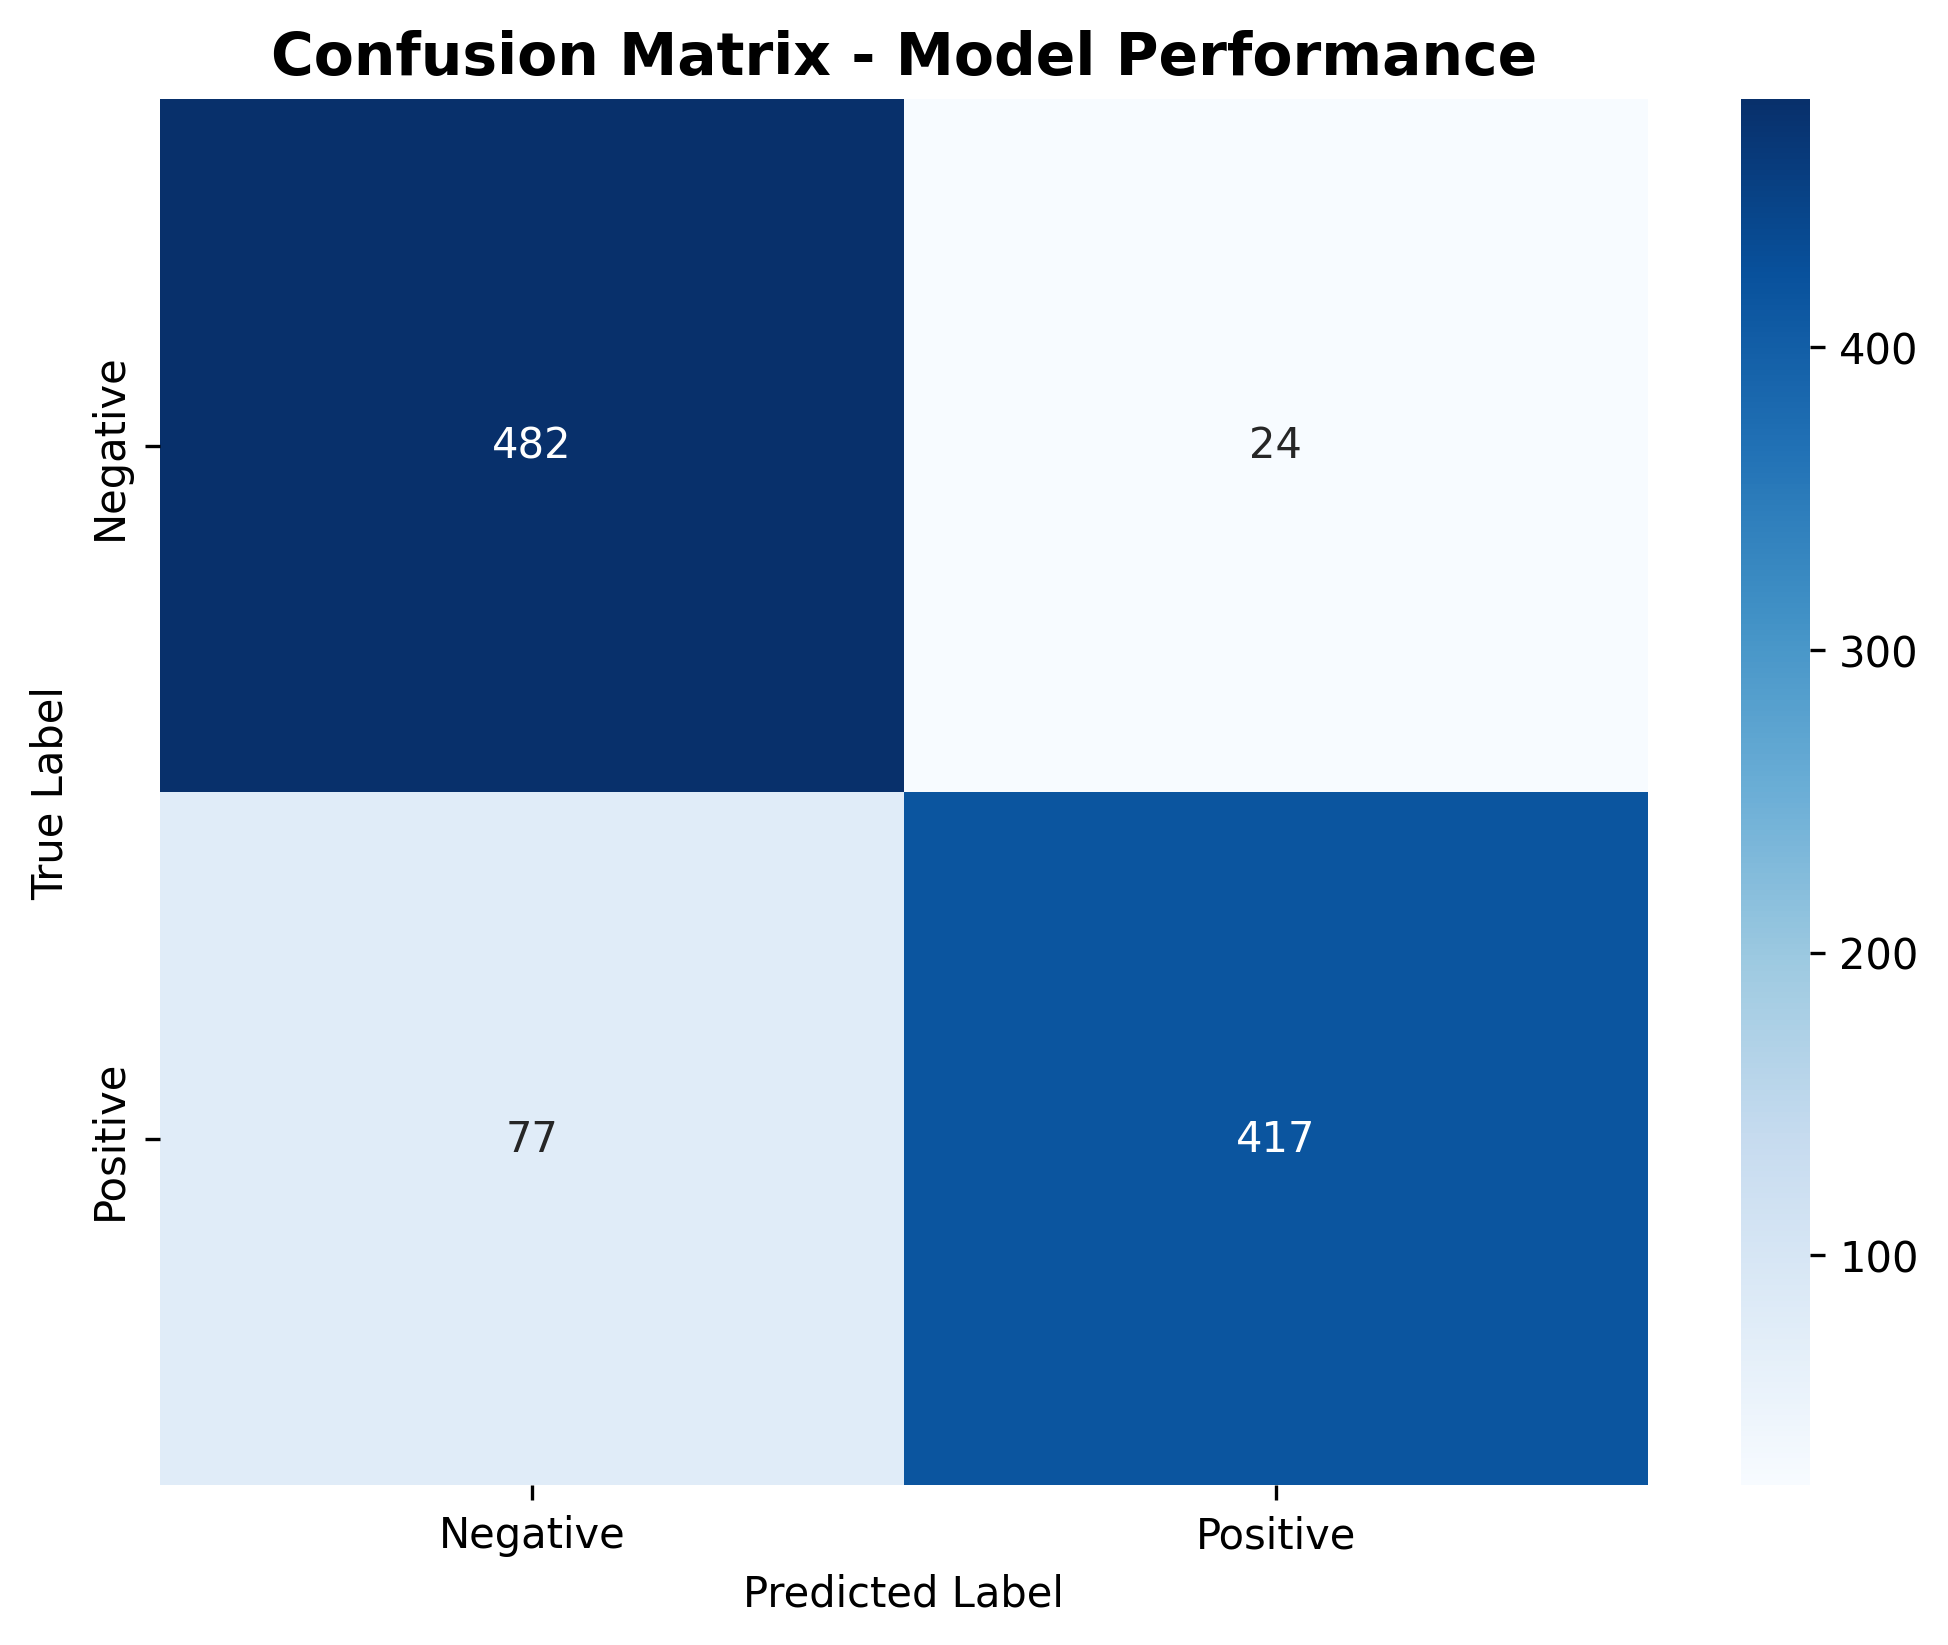 Confusion Matrix - Model Performance
True Label
Negative
482
24
Positive
77
417
Negative
Positive
Predicted Label
400
300
200
100